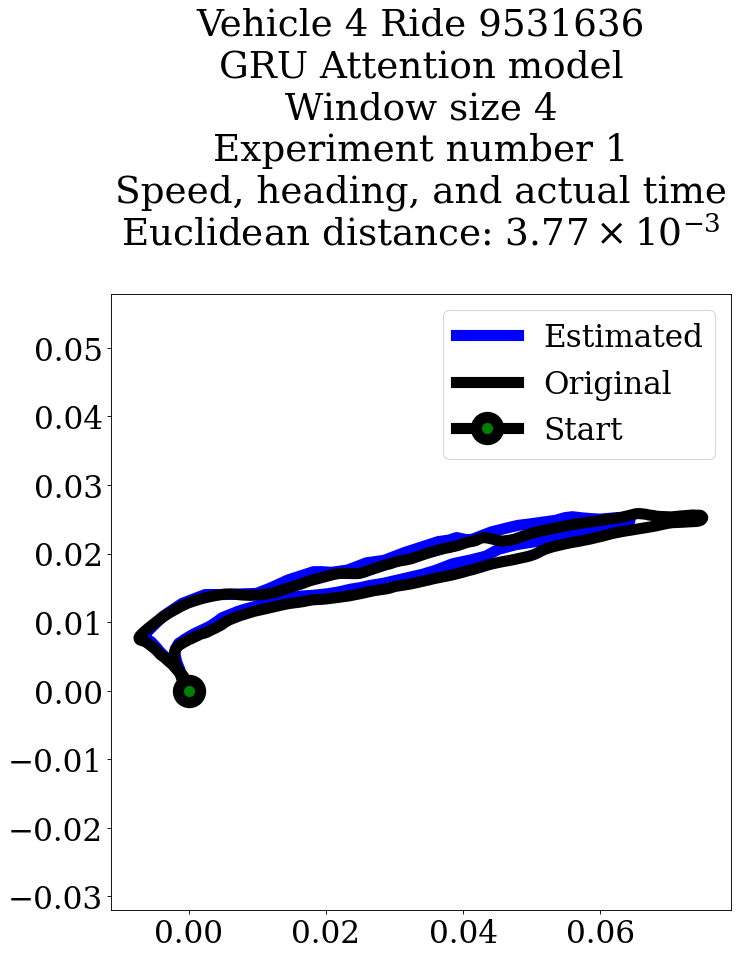 Vehicle 4 Ride 9531636
GRU Attention model
Window size 4
Experiment number 1
Speed, heading, and actual time
Euclidean distance: 3.77 × 10⁻³
Estimated
Original
Start
0.05
0.04
0.03
0.02
0.01
0.00
−0.01
−0.02
−0.03
0.00 0.02 0.04 0.06